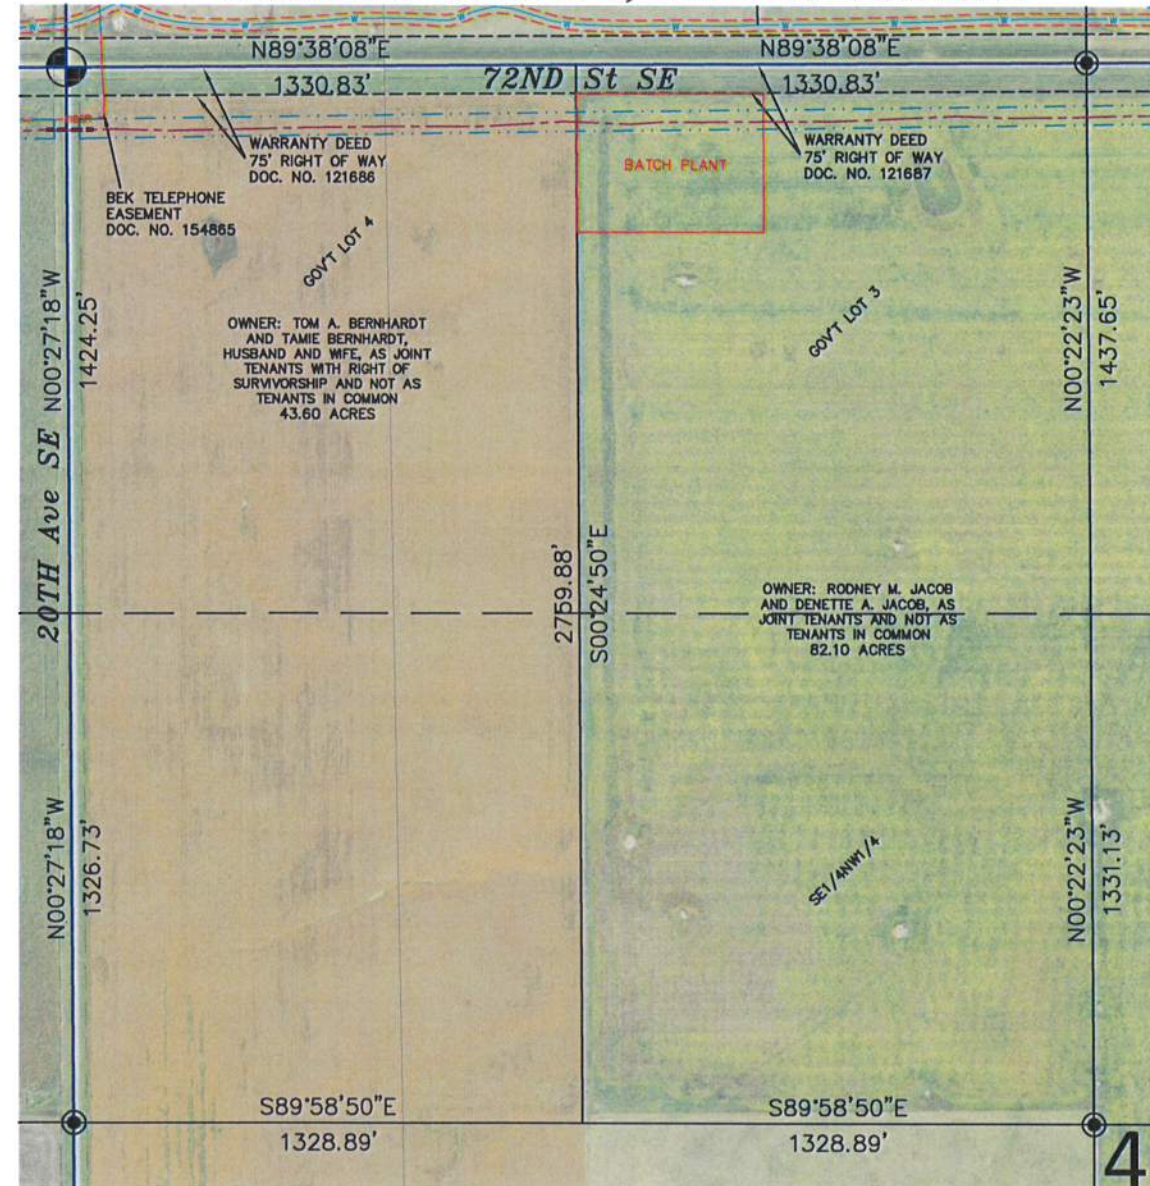 N89°38'08"E
1330.83'
72ND St SE
N89°38'08"E
1330.83'
WARRANTY DEED
75' RIGHT OF WAY
DOC. NO. 121686
WARRANTY DEED
75' RIGHT OF WAY
DOC. NO. 121687
BATCH PLANT
BEK TELEPHONE
EASEMENT
DOC. NO. 154865
GOV'T LOT 4
GOV'T LOT 3
OWNER: TOM A. BERNHARDT
AND TAMIE BERNHARDT,
HUSBAND AND WIFE, AS JOINT
TENANTS WITH RIGHT OF
SURVIVORSHIP AND NOT AS
TENANTS IN COMMON
43.60 ACRES
20TH Ave SE
N00°27'18"W
1424.25'
N00°22'23"W
1437.65'
2759.88'
S00°24'50"E
OWNER: RODNEY M. JACOB
AND DENETTE A. JACOB, AS
JOINT TENANTS AND NOT AS
TENANTS IN COMMON
82.10 ACRES
N00°27'18"W
1326.73'
SE1/4NW1/4
N00°22'23"W
1331.13'
S89°58'50"E
1328.89'
S89°58'50"E
1328.89'
4